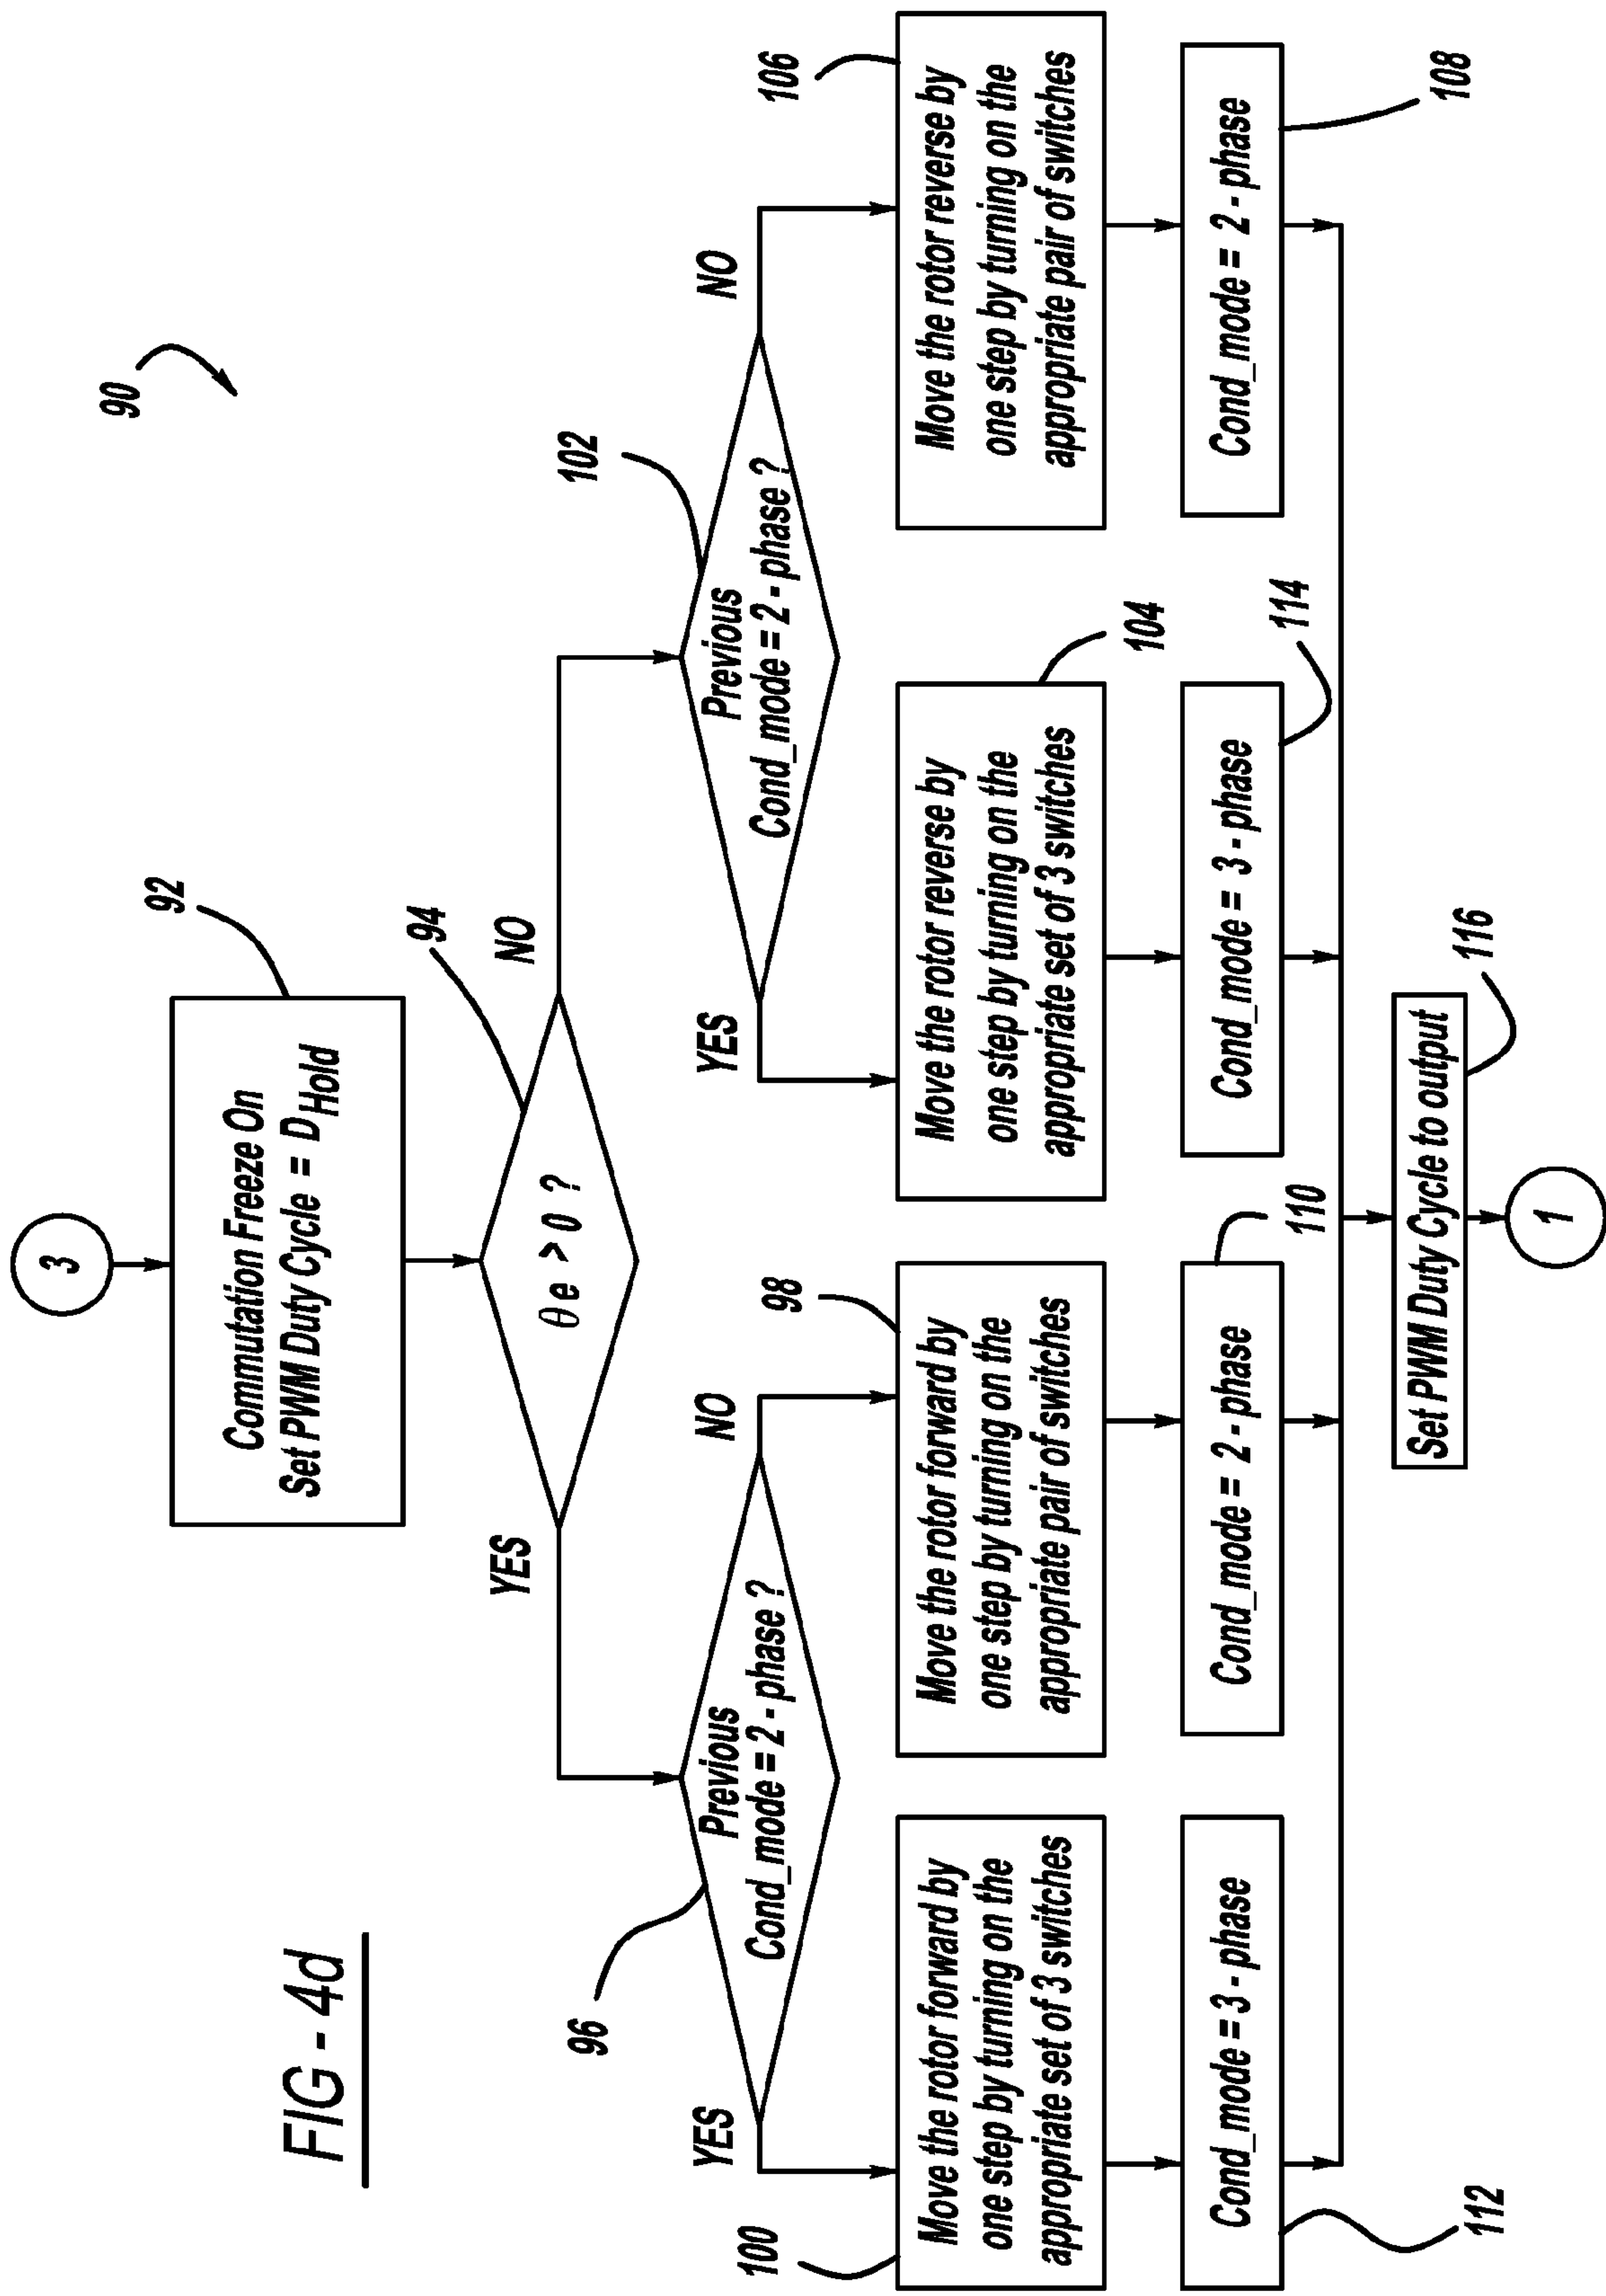 FIG - 4d
90
3
92
Commutation Freeze On
Set PWM Duty Cycle = D Hold
94
θe > 0 ?
YES
NO
96
Previous
Cond_mode = 2 - phase ?
YES
NO
102
Previous
Cond_mode = 2 - phase ?
YES
NO
100
Move the rotor forward by
one step by turning on the
appropriate set of 3 switches
98
Move the rotor forward by
one step by turning on the
appropriate pair of switches
104
Move the rotor reverse by
one step by turning on the
appropriate set of 3 switches
106
Move the rotor reverse by
one step by turning on the
appropriate pair of switches
112
Cond_mode = 3 - phase
110
Cond_mode = 2 - phase
114
Cond_mode = 3 - phase
108
Cond_mode = 2 - phase
116
Set PWM Duty Cycle to output
1